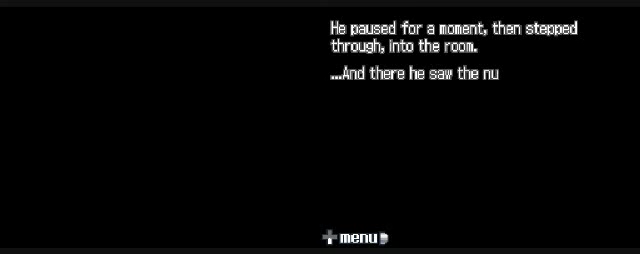 He paused for a moment, then stepped
through, into the room.
...And there he saw the nu
menu